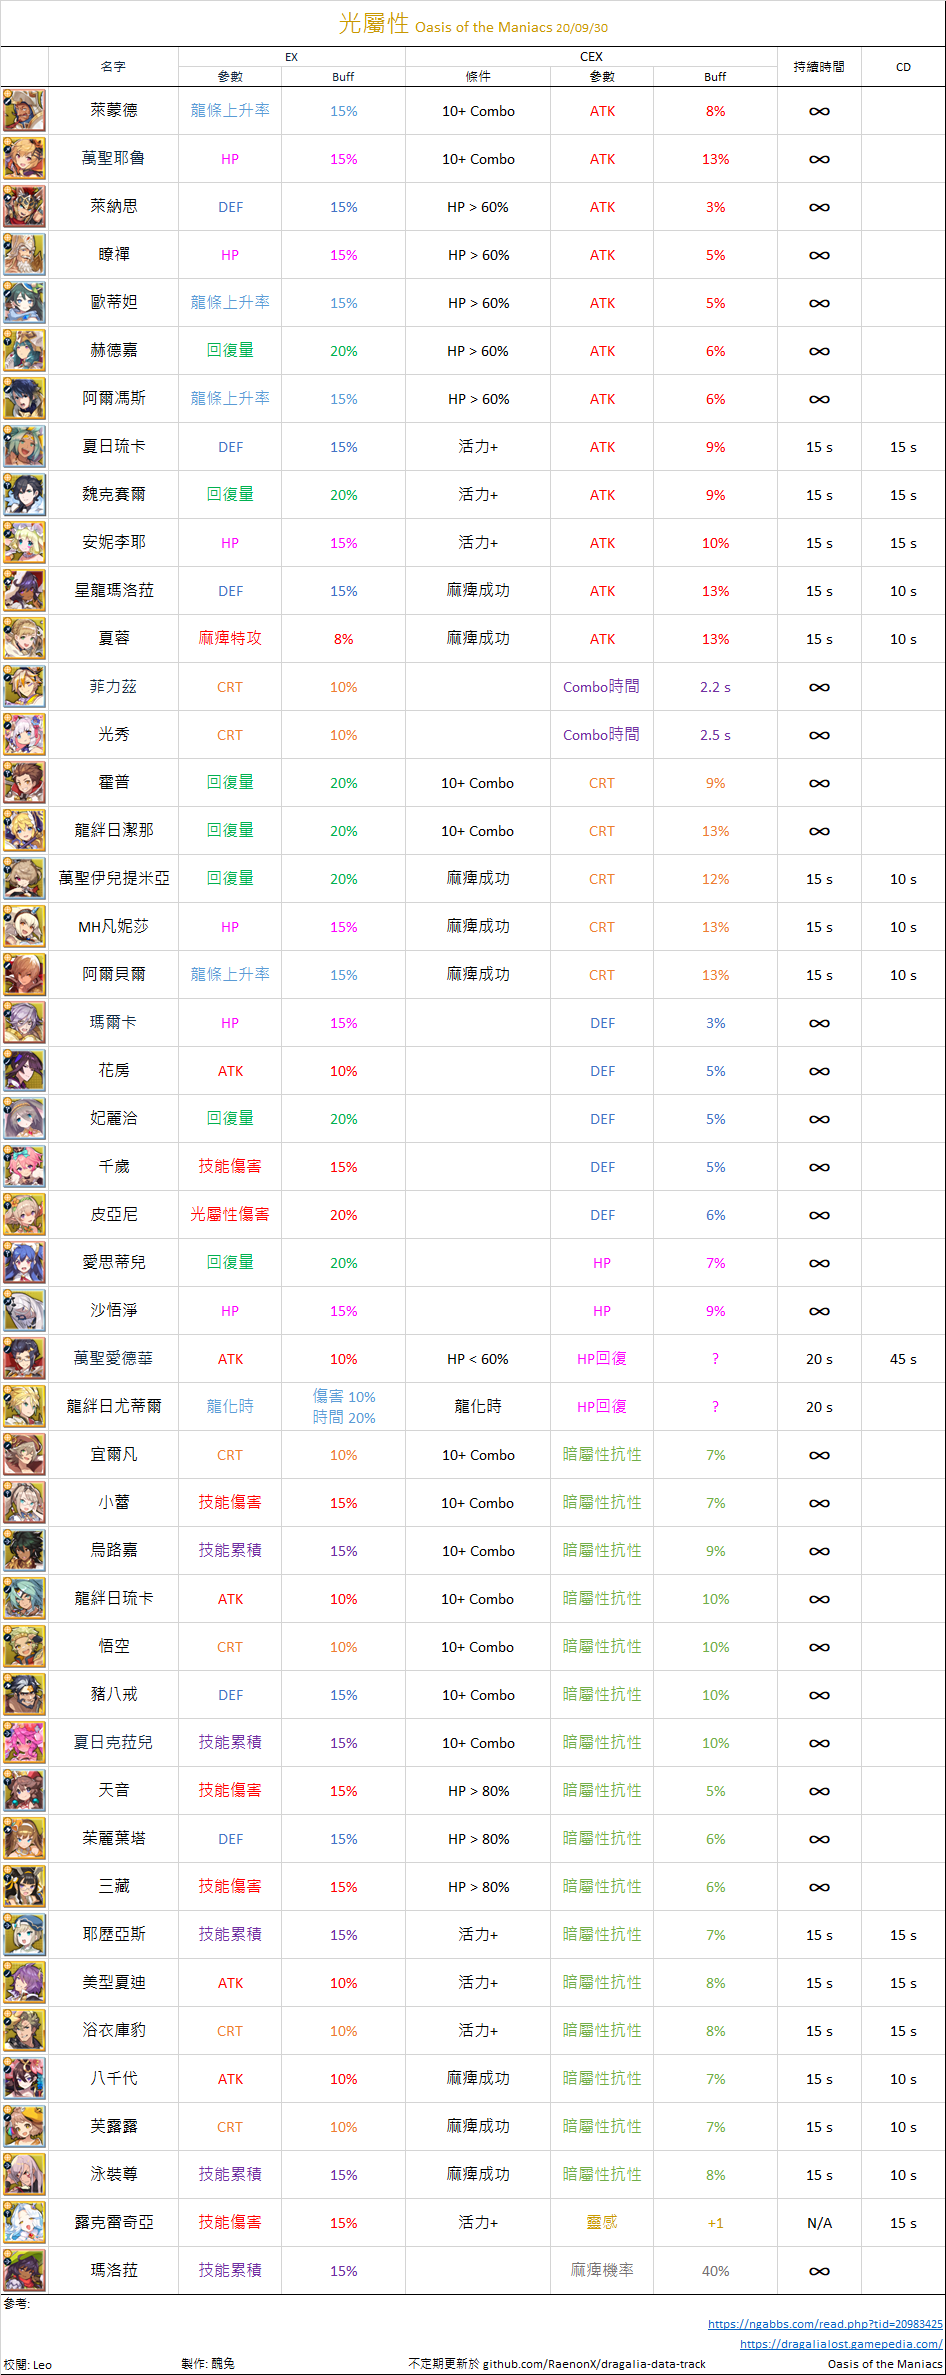 光屬性 Oasis of the Maniacs 20/09/30
名字 EX CEX 持續時間 CD
參數 Buff 條件 參數 Buff
萊蒙德 龍條上升率 15% 10+ Combo ATK 8% ∞
萬聖耶魯 HP 15% 10+ Combo ATK 13% ∞
萊納思 DEF 15% HP > 60% ATK 3% ∞
瞭禪 HP 15% HP > 60% ATK 5% ∞
歐蒂妲 龍條上升率 15% HP > 60% ATK 5% ∞
赫德嘉 回復量 20% HP > 60% ATK 6% ∞
阿爾馮斯 龍條上升率 15% HP > 60% ATK 6% ∞
夏日琉卡 DEF 15% 活力+ ATK 9% 15 s 15 s
魏克賽爾 回復量 20% 活力+ ATK 9% 15 s 15 s
安妮李耶 HP 15% 活力+ ATK 10% 15 s 15 s
星龍瑪洛菈 DEF 15% 麻痺成功 ATK 13% 15 s 10 s
夏蓉 麻痺特攻 8% 麻痺成功 ATK 13% 15 s 10 s
菲力茲 CRT 10% Combo時間 2.2 s ∞
光秀 CRT 10% Combo時間 2.5 s ∞
霍普 回復量 20% 10+ Combo CRT 9% ∞
龍絆日潔那 回復量 20% 10+ Combo CRT 13% ∞
萬聖伊兒提米亞 回復量 20% 麻痺成功 CRT 12% 15 s 10 s
MH凡妮莎 HP 15% 麻痺成功 CRT 13% 15 s 10 s
阿爾貝爾 龍條上升率 15% 麻痺成功 CRT 13% 15 s 10 s
瑪爾卡 HP 15% DEF 3% ∞
花房 ATK 10% DEF 5% ∞
妃麗洽 回復量 20% DEF 5% ∞
千歲 技能傷害 15% DEF 5% ∞
皮亞尼 光屬性傷害 20% DEF 6% ∞
愛思蒂兒 回復量 20% HP 7% ∞
沙悟淨 HP 15% HP 9% ∞
萬聖愛德華 ATK 10% HP < 60% HP回復 ? 20 s 45 s
龍絆日尤蒂爾 龍化時 傷害 10% 龍化時 HP回復 ? 20 s
時間 20%
宜爾凡 CRT 10% 10+ Combo 暗屬性抗性 7% ∞
小蕾 技能傷害 15% 10+ Combo 暗屬性抗性 7% ∞
烏路嘉 技能累積 15% 10+ Combo 暗屬性抗性 9% ∞
龍絆日琉卡 ATK 10% 10+ Combo 暗屬性抗性 10% ∞
悟空 CRT 10% 10+ Combo 暗屬性抗性 10% ∞
豬八戒 DEF 15% 10+ Combo 暗屬性抗性 10% ∞
夏日克菈兒 技能累積 15% 10+ Combo 暗屬性抗性 10% ∞
天音 技能傷害 15% HP > 80% 暗屬性抗性 5% ∞
茱麗葉塔 DEF 15% HP > 80% 暗屬性抗性 6% ∞
三藏 技能傷害 15% HP > 80% 暗屬性抗性 6% ∞
耶歷亞斯 技能累積 15% 活力+ 暗屬性抗性 7% 15 s 15 s
美型夏迪 ATK 10% 活力+ 暗屬性抗性 8% 15 s 15 s
浴衣庫豹 CRT 10% 活力+ 暗屬性抗性 8% 15 s 15 s
八千代 ATK 10% 麻痺成功 暗屬性抗性 7% 15 s 10 s
芙露露 CRT 10% 麻痺成功 暗屬性抗性 7% 15 s 10 s
泳裝尊 技能累積 15% 麻痺成功 暗屬性抗性 8% 15 s 10 s
露克雷奇亞 技能傷害 15% 活力+ 靈感 +1 N/A 15 s
瑪洛菈 技能累積 15% 麻痺機率 40% ∞
參考:
https://ngabbs.com/read.php?tid=20983425
https://dragalialost.gamepedia.com/
校閱: Leo 製作: 醜兔 不定期更新於 github.com/RaenonX/dragalia-data-track Oasis of the Maniacs